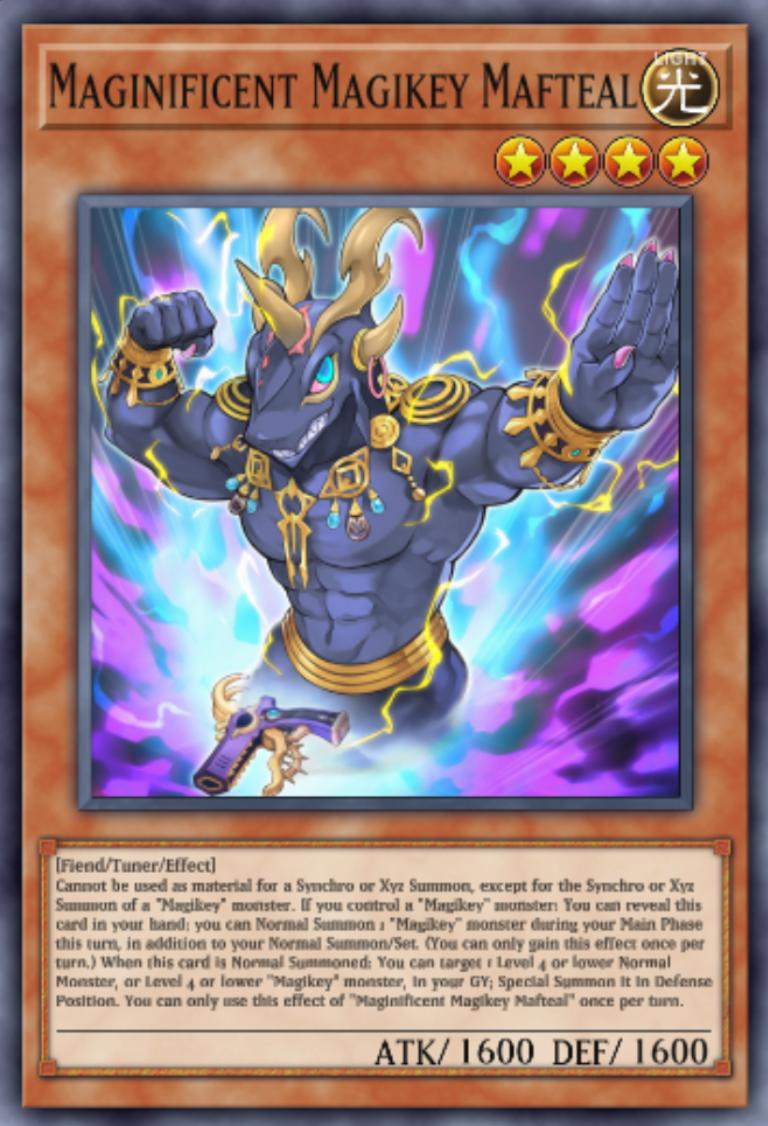 MAGINIFICENT MAGIKEY MAFTEAL
LIGHT
光
[Fiend/Tuner/Effect]
Cannot be used as material for a Synchro or Xyz Summon, except for the Synchro or Xyz
Summon of a "Magikey" monster. If you control a "Magikey" monster: You can reveal this
card in your hand; you can Normal Summon 1 "Magikey" monster during your Main Phase
this turn, in addition to your Normal Summon/Set. (You can only gain this effect once per
turn.) When this card is Normal Summoned: You can target 1 Level 4 or lower Normal
Monster, or Level 4 or lower "Magikey" monster, in your GY; Special Summon it in Defense
Position. You can only use this effect of "Maginificent Magikey Mafteal" once per turn.
ATK/ 1600 DEF/ 1600